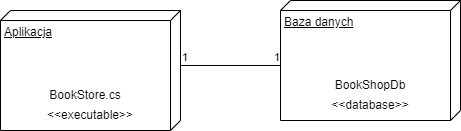 Aplikacja
BookStore.cs
<<executable>>
1
1
Baza danych
BookShopDb
<<database>>